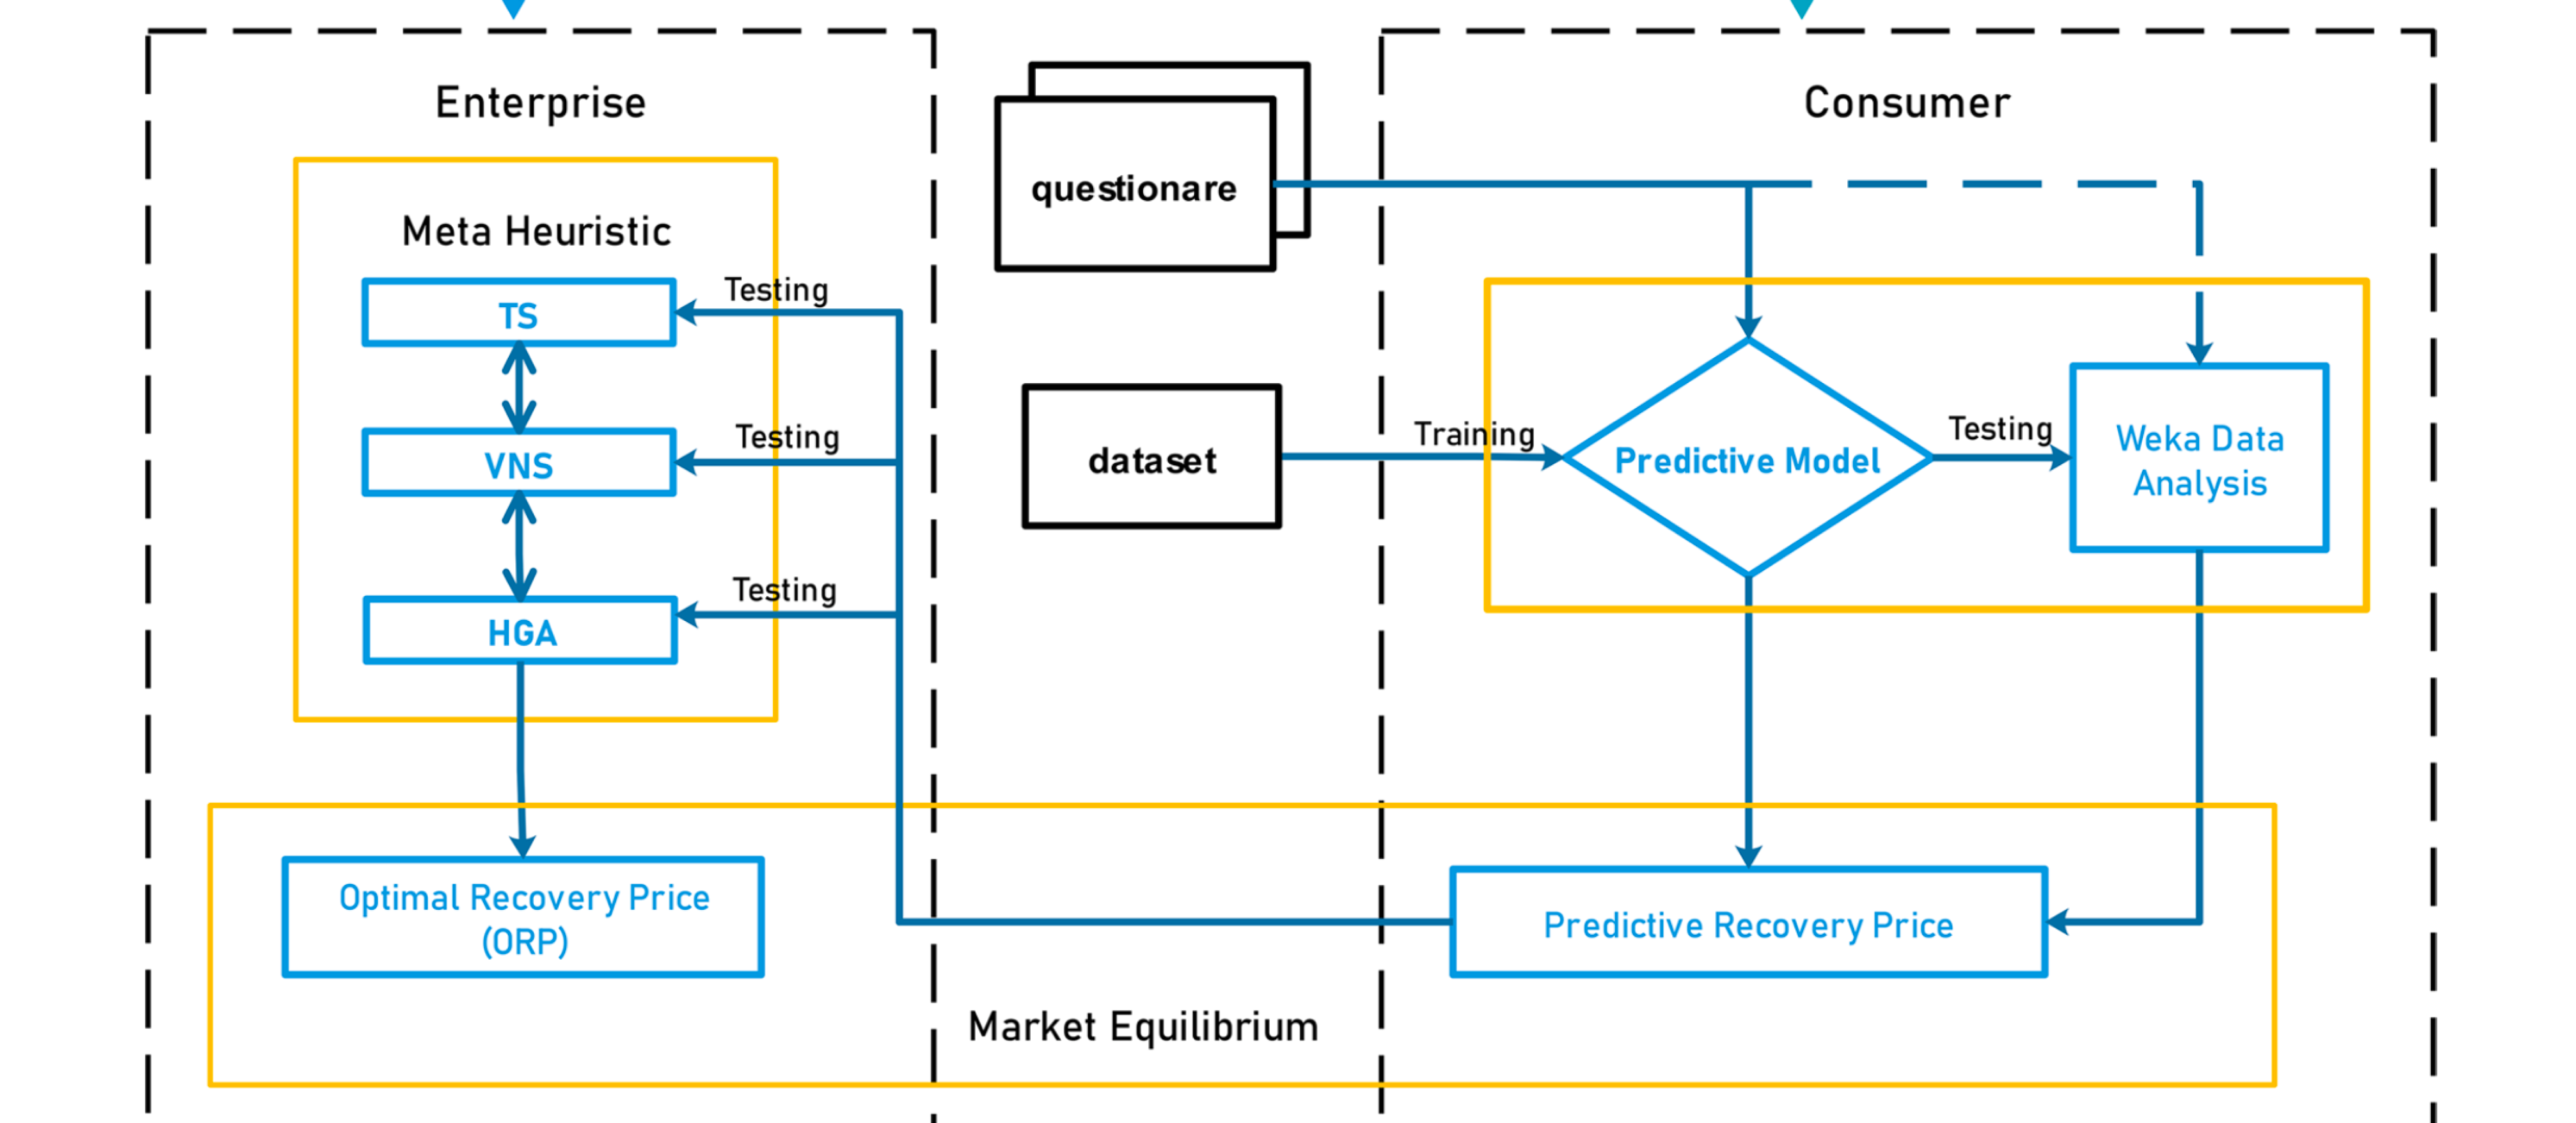 Enterprise
Consumer
questionare
Meta Heuristic
Testing
TS
Testing
VNS
Testing
HGA
dataset
Training
Predictive Model
Testing
Weka Data
Analysis
Optimal Recovery Price
(ORP)
Predictive Recovery Price
Market Equilibrium